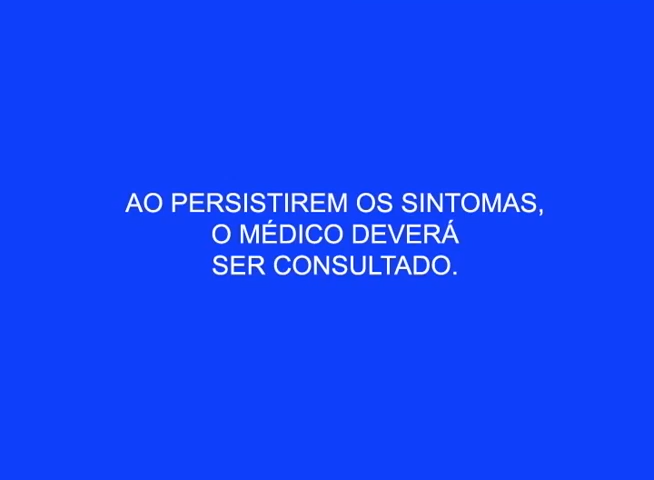 AO PERSISTIREM OS SINTOMAS,
O MÉDICO DEVERÁ
SER CONSULTADO.